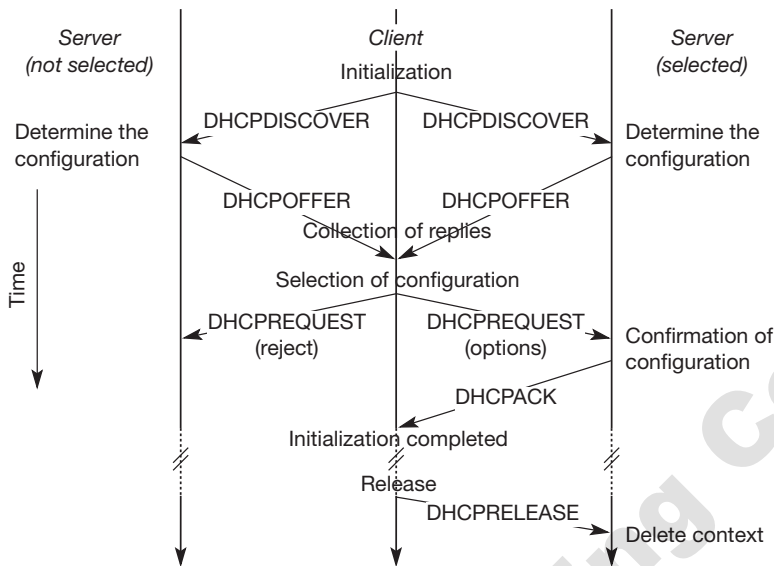 Server
(not selected)
Client
Server
(selected)
Initialization
DHCPDISCOVER
DHCPDISCOVER
Determine the
configuration
Determine the
configuration
DHCPOFFER
DHCPOFFER
Collection of replies
Selection of configuration
Time
DHCPREQUEST
(reject)
DHCPREQUEST
(options)
Confirmation of
configuration
DHCPACK
Initialization completed
Release
DHCPRELEASE
Delete context